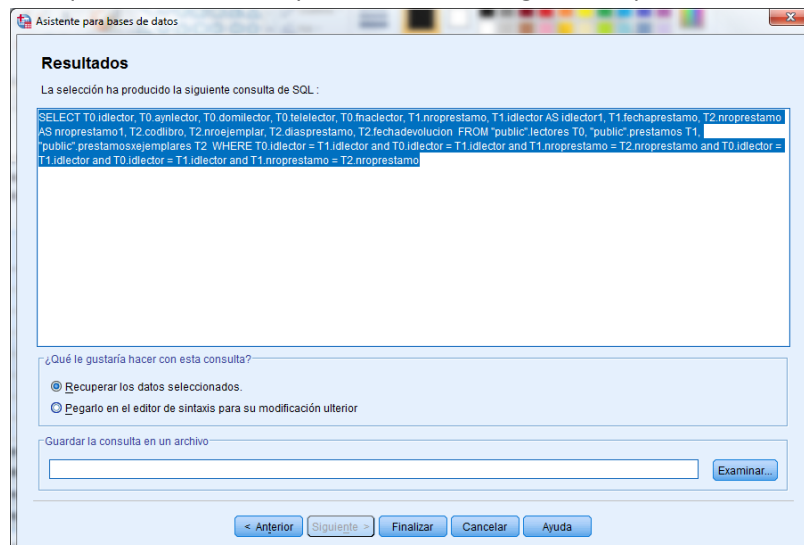 Asistente para bases de datos
Resultados
La selección ha producido la siguiente consulta de SQL :
SELECT T0.idlector, T0.aynlector, T0.domilector, T0.telelector, T0.fnaclector, T1.nroprestamo, T1.idlector AS idlector1, T1.fechaprestamo, T2.nroprestamo
AS nroprestamo1, T2.codlibro, T2.nroejemplar, T2.diasprestamo, T2.fechadevolucion FROM "public".lectores T0, "public".prestamos T1,
"public".prestamosxejemplares T2 WHERE T0.idlector = T1.idlector and T0.idlector = T1.idlector and T1.nroprestamo = T2.nroprestamo and T0.idlector =
T1.idlector and T0.idlector = T1.idlector and T1.nroprestamo = T2.nroprestamo
¿Qué le gustaría hacer con esta consulta?
Recuperar los datos seleccionados.
Pegarlo en el editor de sintaxis para su modificación ulterior
Guardar la consulta en un archivo
Examinar...
< Anterior Siguiente > Finalizar Cancelar Ayuda